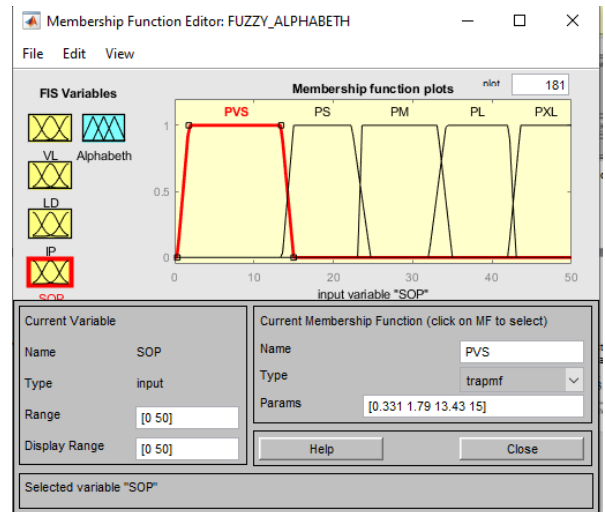 Membership Function Editor: FUZZY_ALPHABETH
File Edit View
FIS Variables
VL Alphabeth
LD
IP
SOP
Membership function plots plot 181
PVS PS PM PL PXL
1
0.5
0
0 10 20 30 40 50
input variable "SOP"
Current Variable
Name SOP
Type input
Range [0 50]
Display Range [0 50]
Current Membership Function (click on MF to select)
Name PVS
Type trapmf
Params [0.331 1.79 13.43 15]
Help Close
Selected variable "SOP"